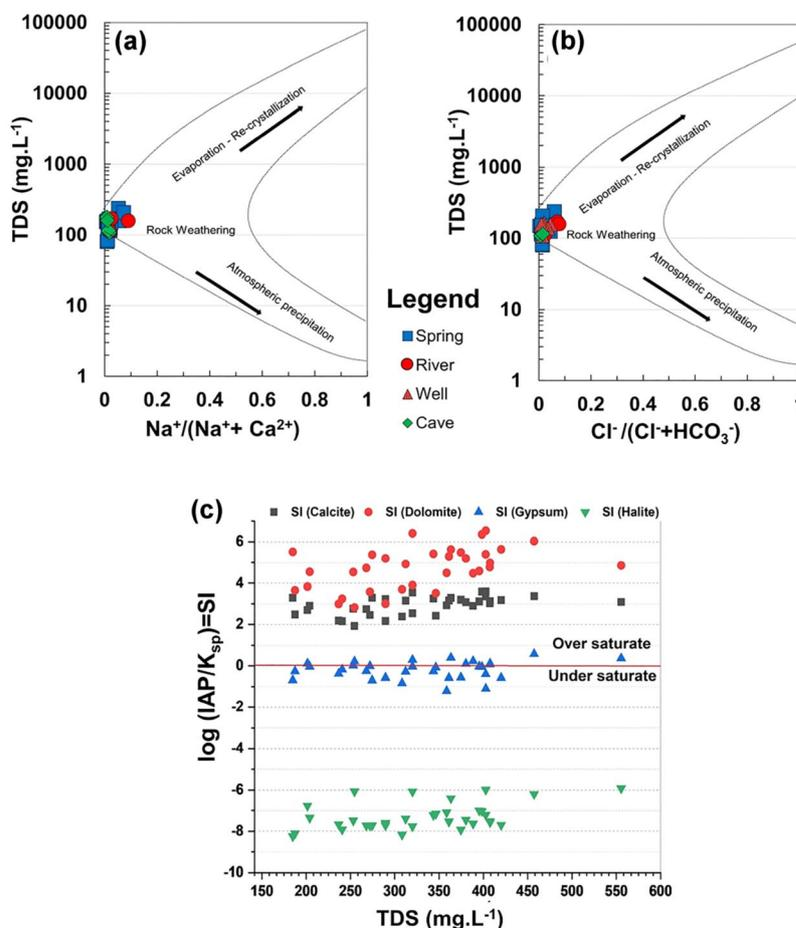 (a)
100000
10000
1000
100
10
1
TDS (mg.L-1)
Evaporation - Re-crystallization
Rock Weathering
Atmospheric precipitation
0 0.2 0.4 0.6 0.8 1
Na+/(Na++ Ca2+)
Legend
Spring
River
Well
Cave
(b)
100000
10000
1000
100
10
1
TDS (mg.L-1)
Evaporation - Re-crystallization
Rock Weathering
Atmospheric precipitation
0 0.2 0.4 0.6 0.8 1
Cl-/(Cl-+HCO3-)
(c)
SI (Calcite) SI (Dolomite) SI (Gypsum) SI (Halite)
6
4
2
0
-2
-4
-6
-8
-10
log (IAP/Ksp)=SI
Over saturate
Under saturate
150 200 250 300 350 400 450 500 550 600
TDS (mg.L-1)